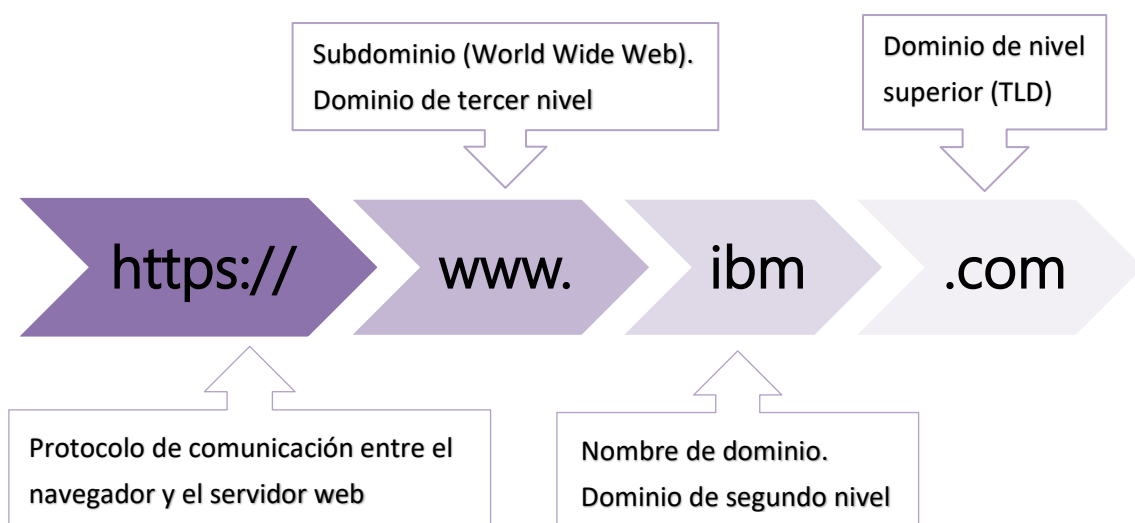 Subdominio (World Wide Web).
Dominio de tercer nivel
Dominio de nivel
superior (TLD)
https://
www.
ibm
.com
Protocolo de comunicación entre el
navegador y el servidor web
Nombre de dominio.
Dominio de segundo nivel